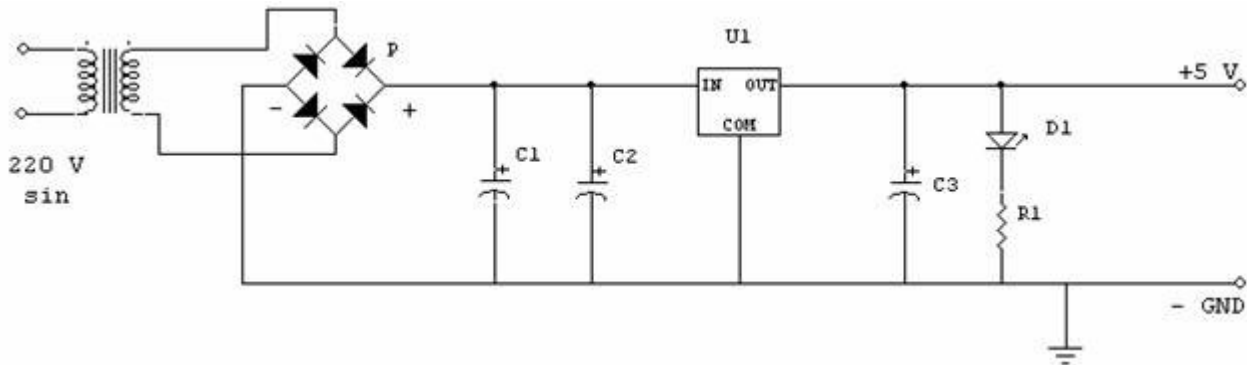 U1
P
+5 V
IN OUT
COM
D1
-
+
+
C1
+
C2
+
C3
R1
220 V
sin
- GND